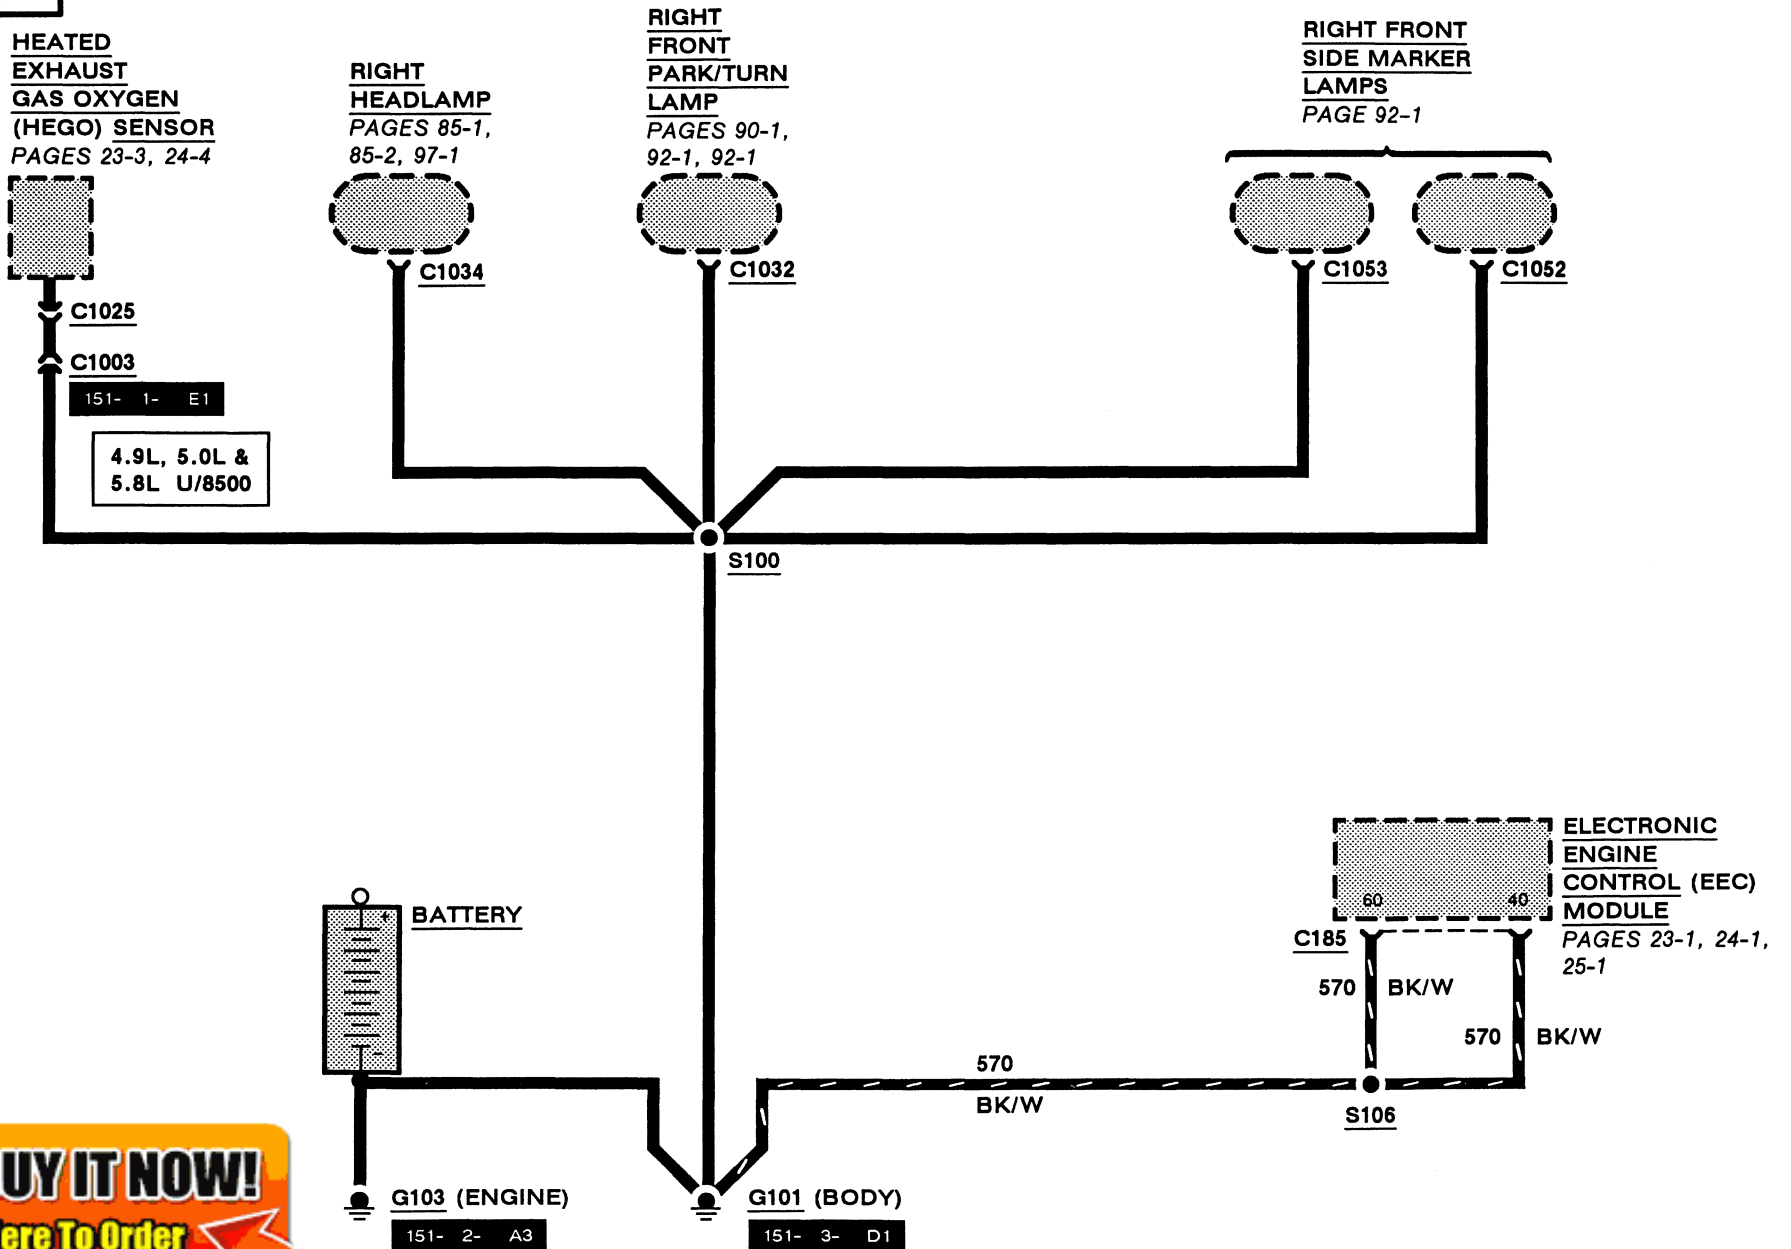 HEATED
EXHAUST
GAS OXYGEN
(HEGO) SENSOR
PAGES 23-3, 24-4
RIGHT
HEADLAMP
PAGES 85-1,
85-2, 97-1
RIGHT
FRONT
PARK/TURN
LAMP
PAGES 90-1,
92-1, 92-1
RIGHT FRONT
SIDE MARKER
LAMPS
PAGE 92-1
C1034
C1032
C1053
C1052
C1025
C1003
151- 1- E1
4.9L, 5.0L &
5.8L U/8500
S100
BATTERY
+
-
ELECTRONIC
ENGINE
CONTROL (EEC)
MODULE
PAGES 23-1, 24-1,
25-1
60
40
C185
570
BK/W
570
BK/W
570
BK/W
S106
G103 (ENGINE)
151- 2- A3
G101 (BODY)
151- 3- D1
UY IT NOW!
ere To Order